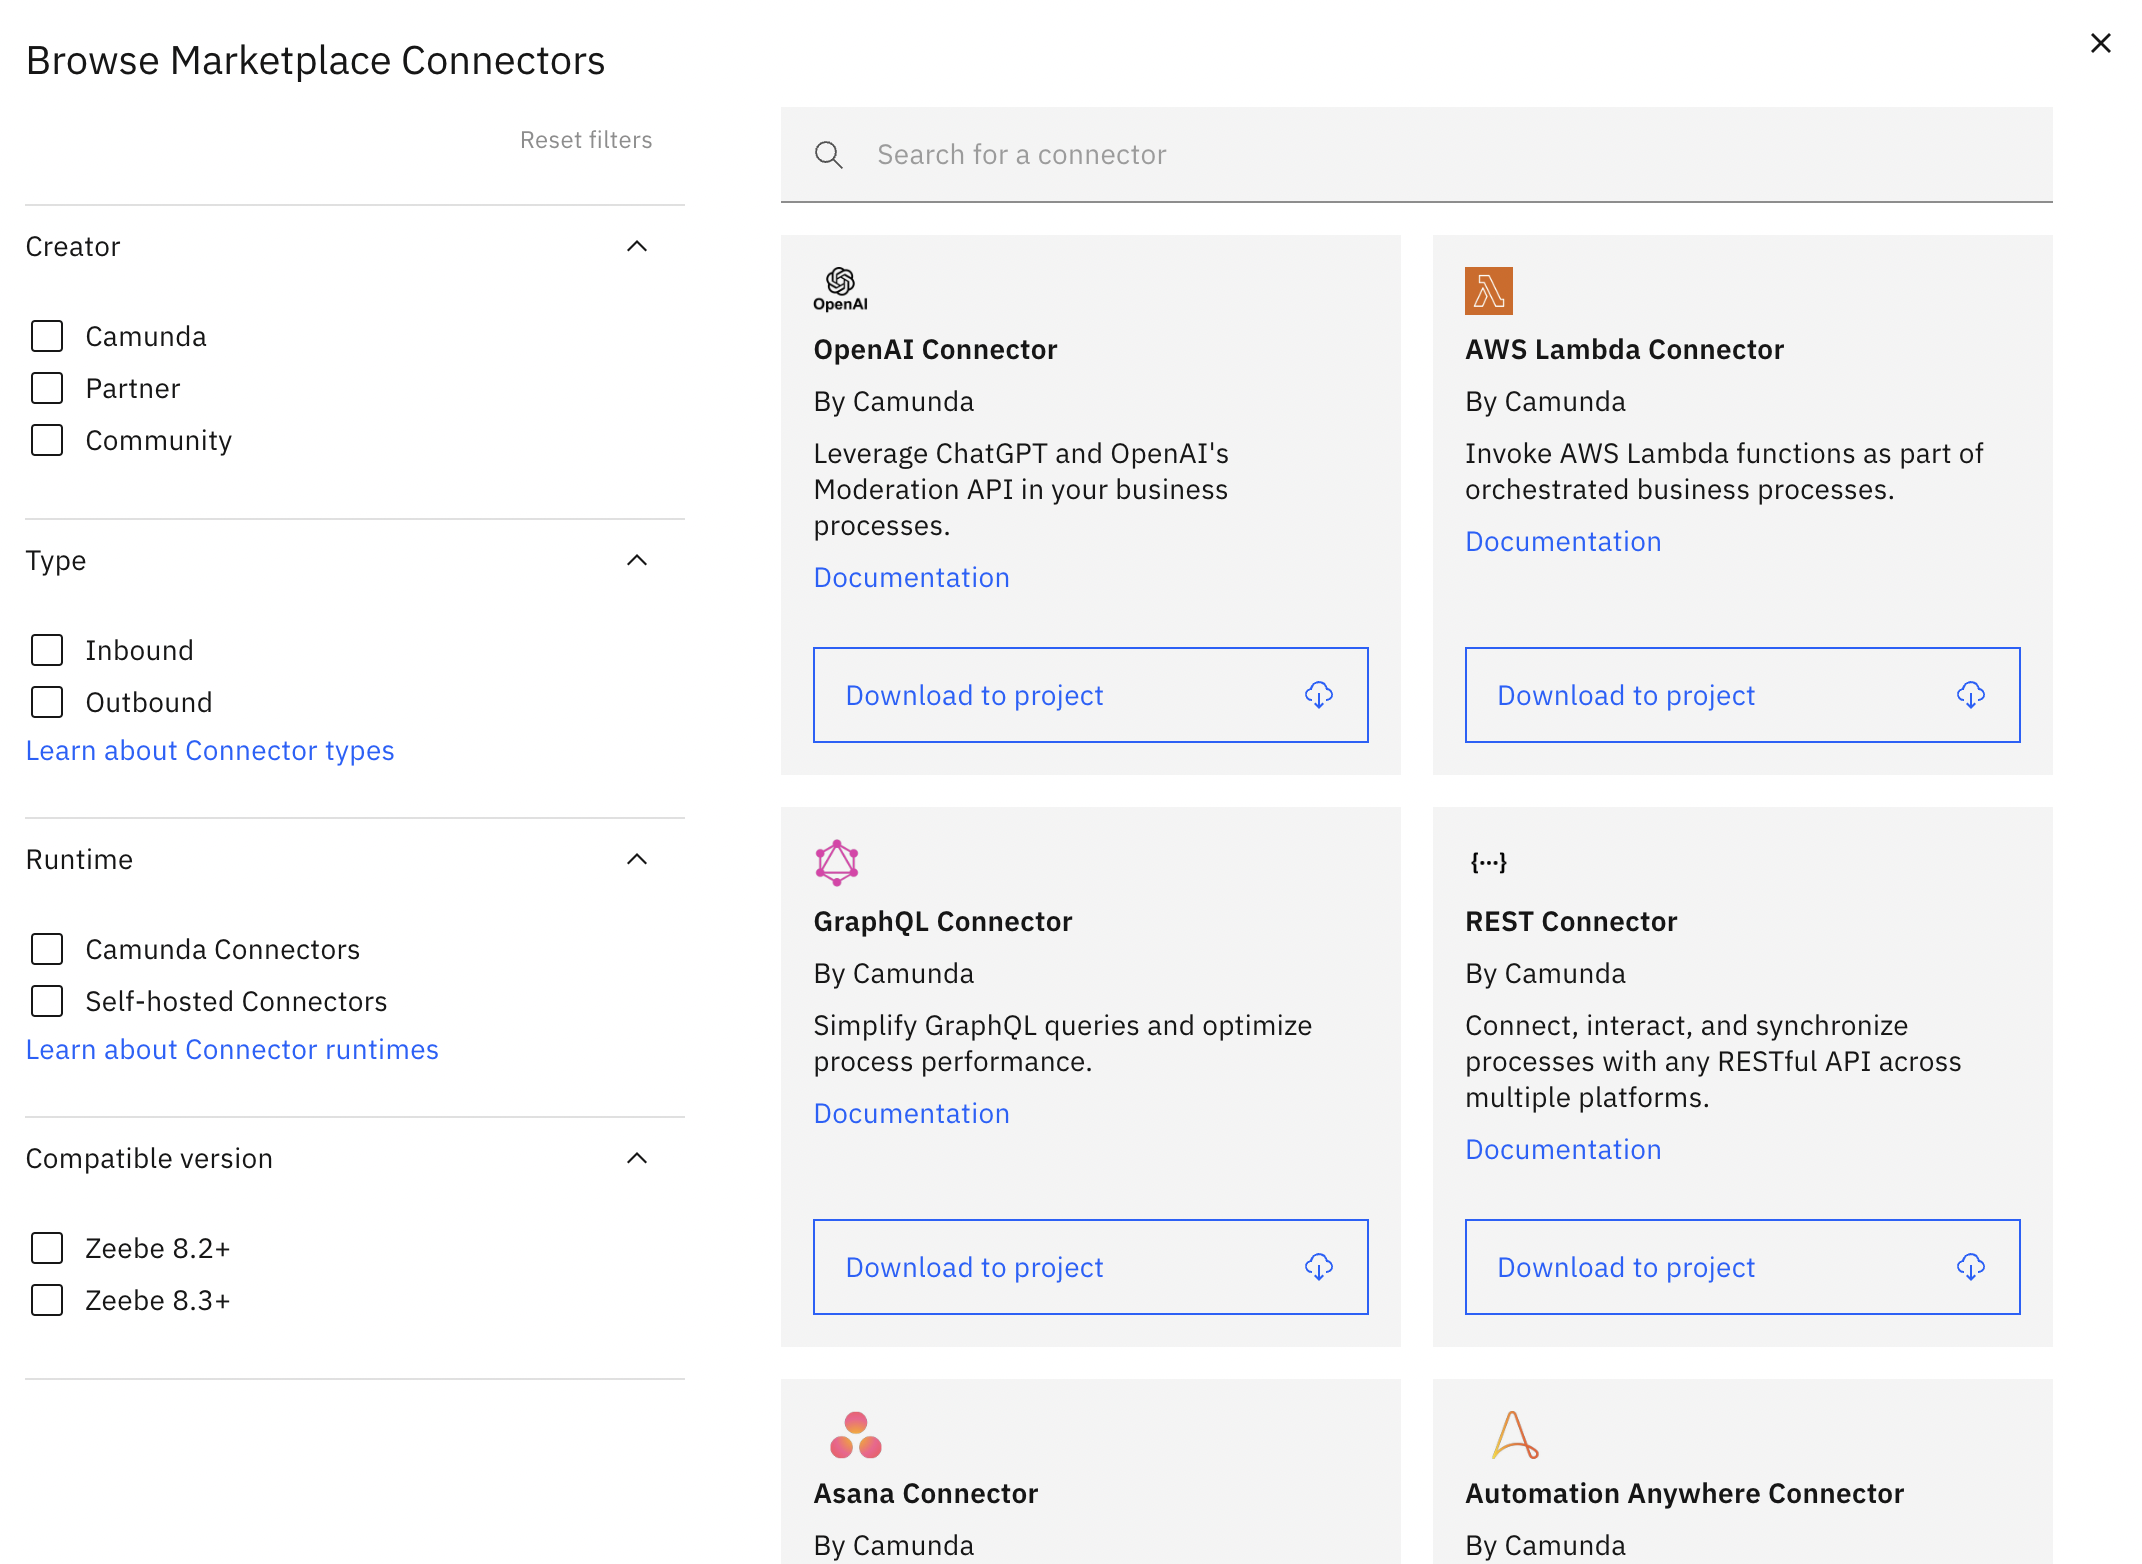 Browse Marketplace Connectors
Reset filters
Creator
Camunda
Partner
Community
Type
Inbound
Outbound
Learn about Connector types
Runtime
Camunda Connectors
Self-hosted Connectors
Learn about Connector runtimes
Compatible version
Zeebe 8.2+
Zeebe 8.3+
Search for a connector
OpenAI
OpenAI Connector
By Camunda
Leverage ChatGPT and OpenAI's
Moderation API in your business
processes.
Documentation
Download to project
AWS Lambda Connector
By Camunda
Invoke AWS Lambda functions as part of
orchestrated business processes.
Documentation
Download to project
GraphQL Connector
By Camunda
Simplify GraphQL queries and optimize
process performance.
Documentation
Download to project
{···}
REST Connector
By Camunda
Connect, interact, and synchronize
processes with any RESTful API across
multiple platforms.
Documentation
Download to project
Asana Connector
By Camunda
Automation Anywhere Connector
By Camunda